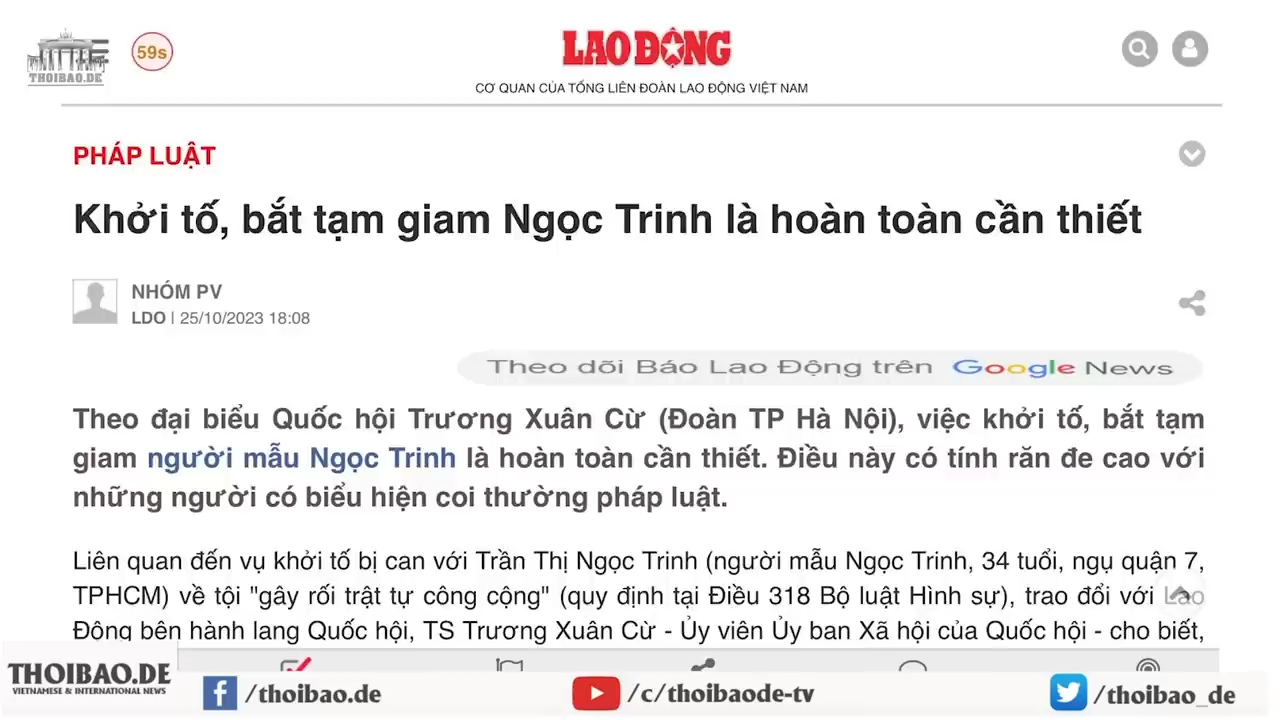 THOIBAO.DE
59s
LAO ĐỘNG
CƠ QUAN CỦA TỔNG LIÊN ĐOÀN LAO ĐỘNG VIỆT NAM
PHÁP LUẬT
Khởi tố, bắt tạm giam Ngọc Trinh là hoàn toàn cần thiết
NHÓM PV
LDO | 25/10/2023 18:08
Theo dõi Báo Lao Động trên Google News
Theo đại biểu Quốc hội Trương Xuân Cừ (Đoàn TP Hà Nội), việc khởi tố, bắt tạm
giam người mẫu Ngọc Trinh là hoàn toàn cần thiết. Điều này có tính răn đe cao với
những người có biểu hiện coi thường pháp luật.
Liên quan đến vụ khởi tố bị can với Trần Thị Ngọc Trinh (người mẫu Ngọc Trinh, 34 tuổi, ngụ quận 7,
TPHCM) về tội "gây rối trật tự công cộng" (quy định tại Điều 318 Bộ luật Hình sự), trao đổi với Lao
Động bên hành lang Quốc hội, TS Trương Xuân Cừ - Ủy viên Ủy ban Xã hội của Quốc hội - cho biết,
THOIBAO.DE
VIETNAMESE & INTERNATIONAL NEWS
/thoibao.de
/c/thoibaode-tv
/thoibao_de